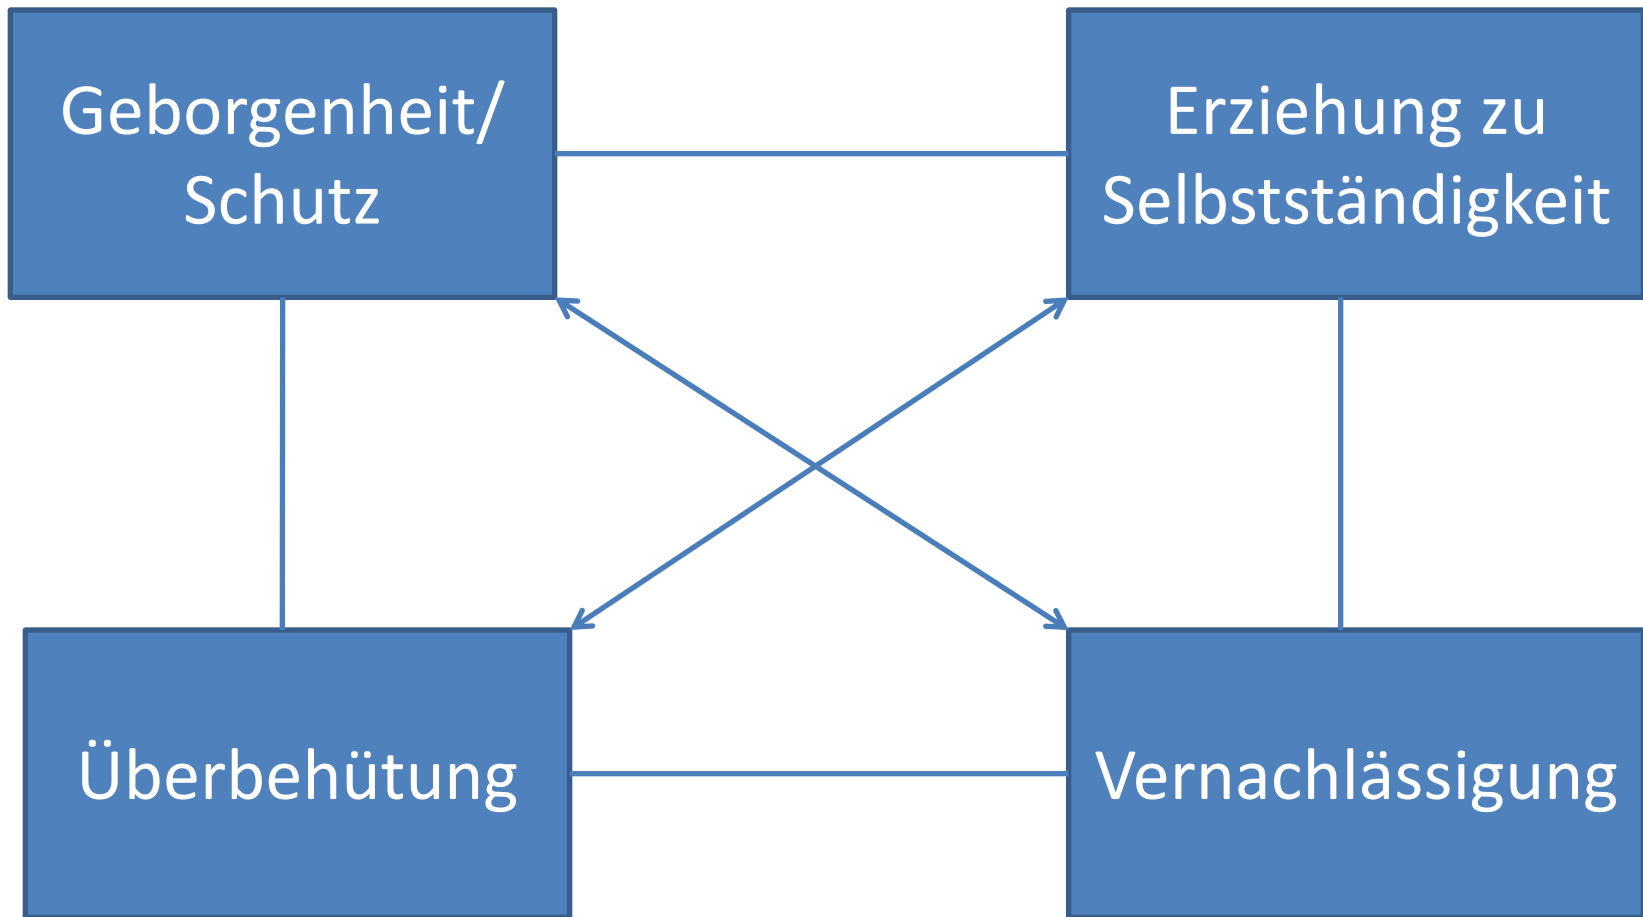 Geborgenheit/
Schutz
Erziehung zu
Selbstständigkeit
Überbehütung
Vernachlässigung